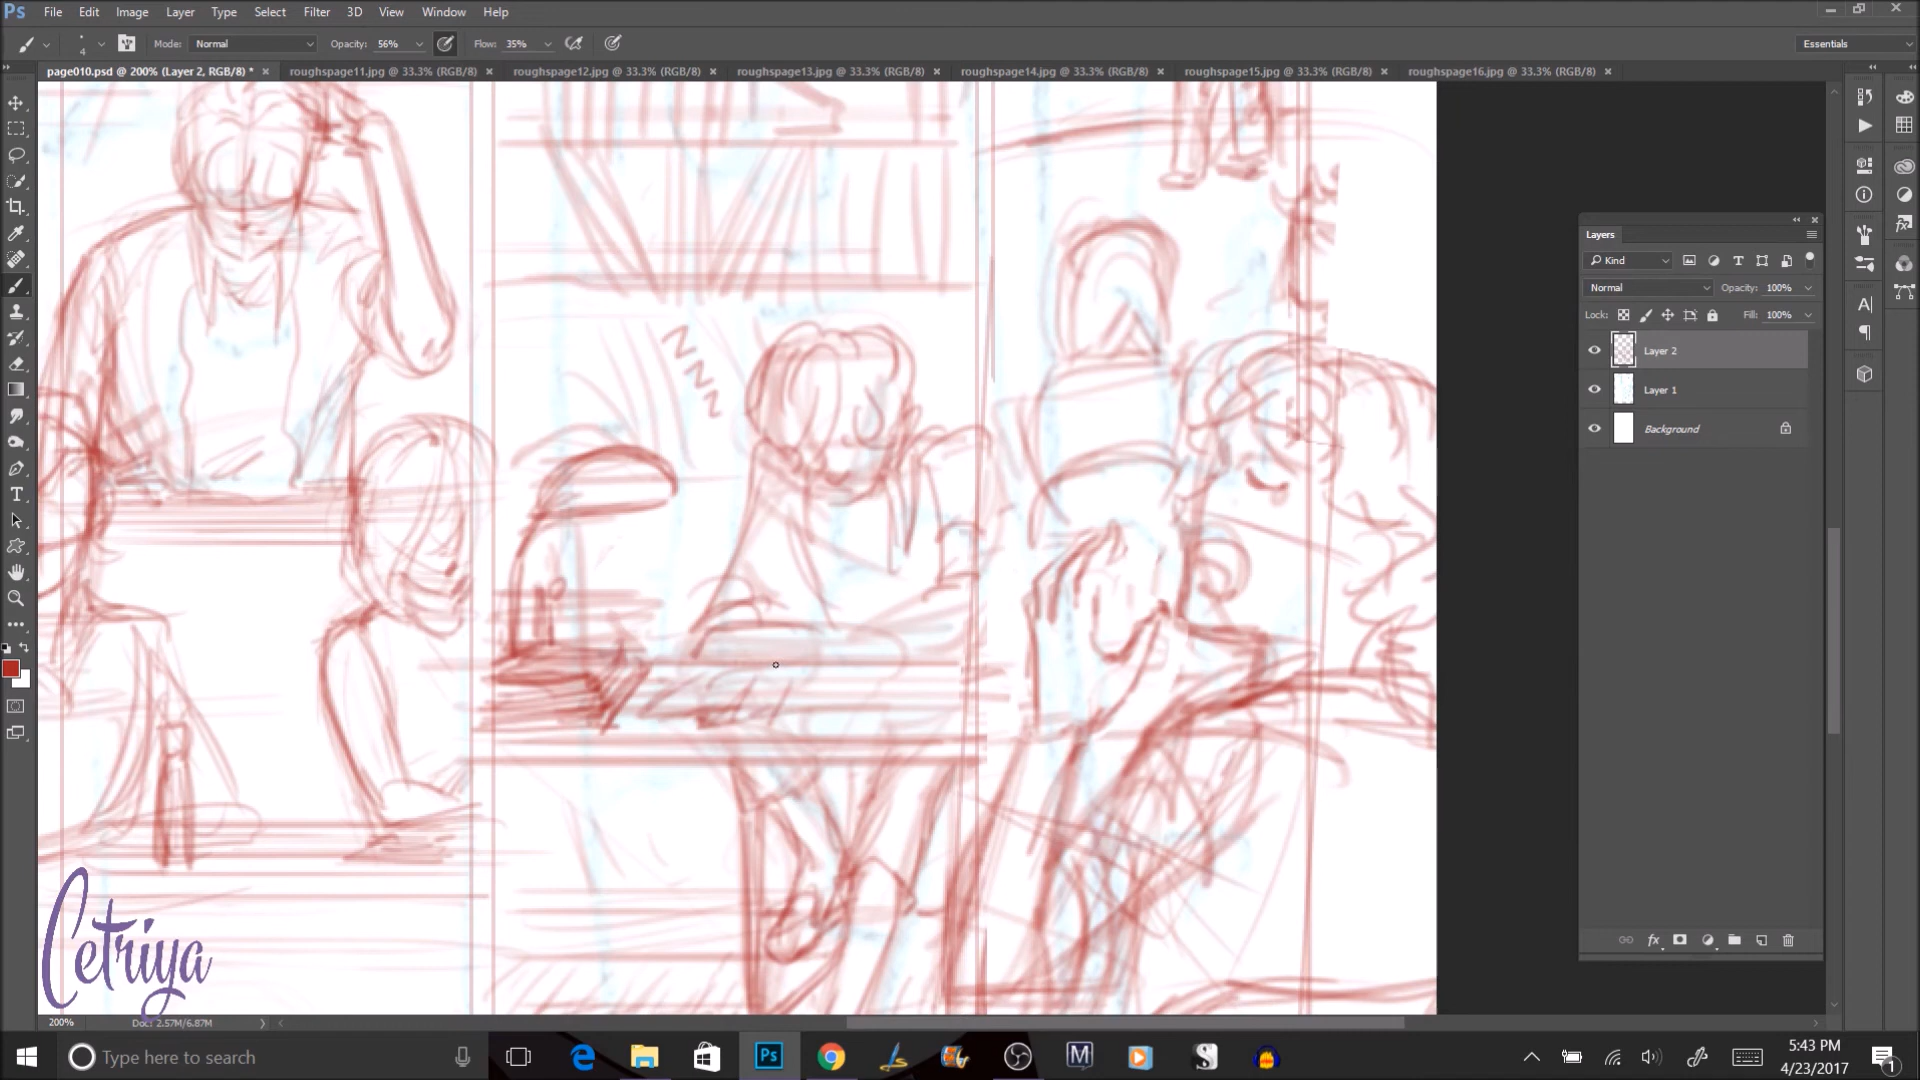 Ps File Edit Image Layer Type Select Filter 3D View Window Help
4 Mode: Normal Opacity: 56% Flow: 35% Essentials
page010.psd @ 200% (Layer 2, RGB/8) * roughspage11.jpg @ 33.3% (RGB/8) roughspage12.jpg @ 33.3% (RGB/8) roughspage13.jpg @ 33.3% (RGB/8) roughspage14.jpg @ 33.3% (RGB/8) roughspage15.jpg @ 33.3% (RGB/8) roughspage16.jpg @ 33.3% (RGB/8)
Layers
Kind
Normal Opacity: 100%
Lock: Fill: 100%
Layer 2
Layer 1
Background
ZZZZ
Cetriya
200% Doc: 2.57M/6.87M
Type here to search
5:43 PM
4/23/2017
1